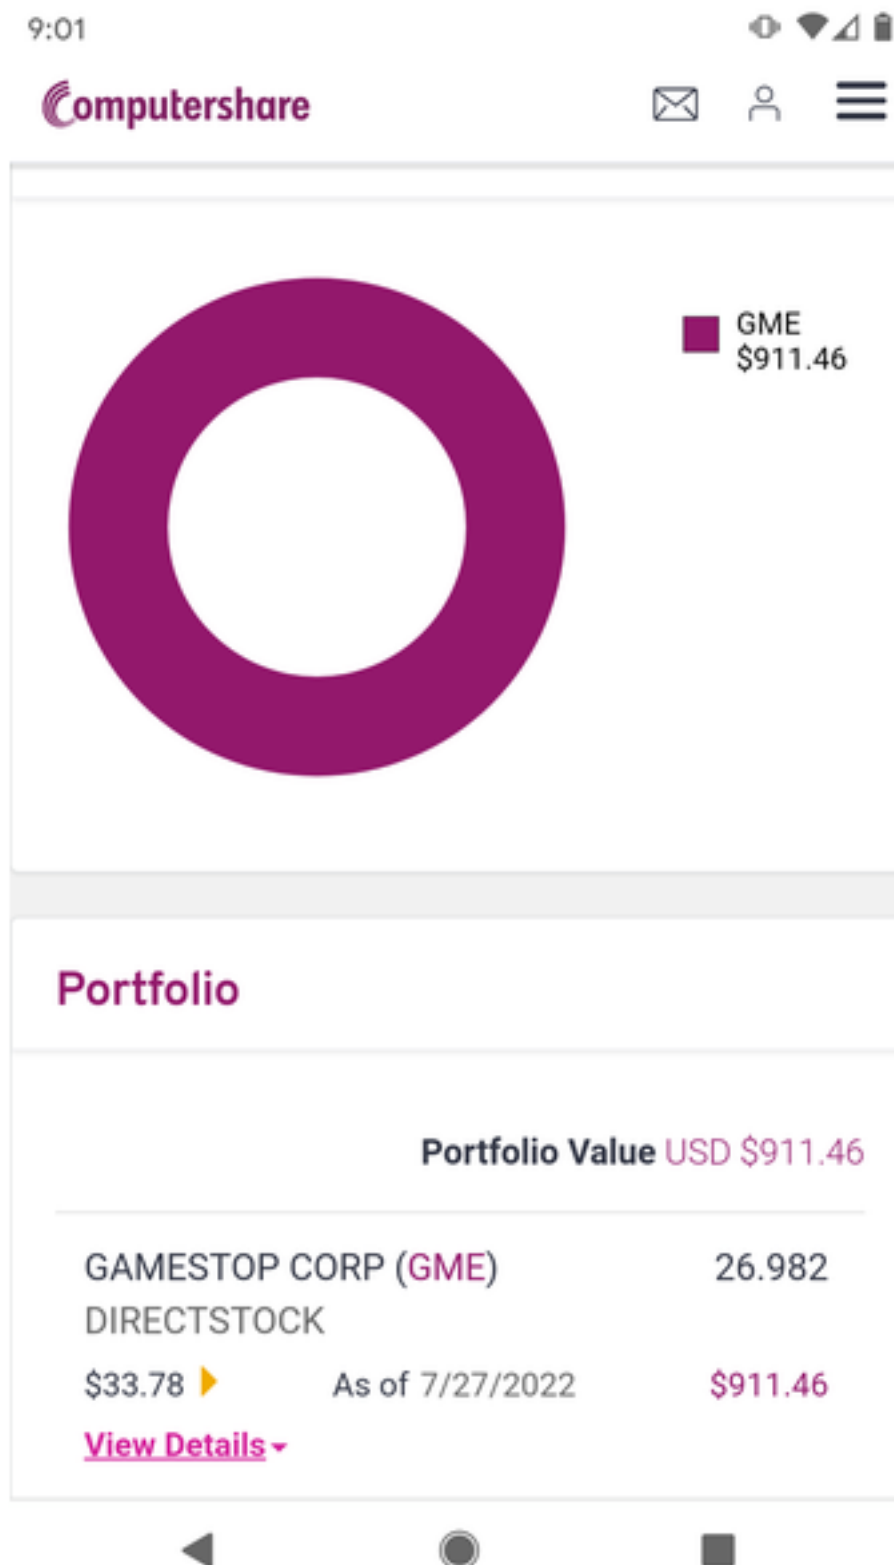 9:01
Computershare
GME
$911.46
Portfolio
Portfolio Value USD $911.46
GAMESTOP CORP (GME) 26.982
DIRECTSTOCK
$33.78 As of 7/27/2022 $911.46
View Details